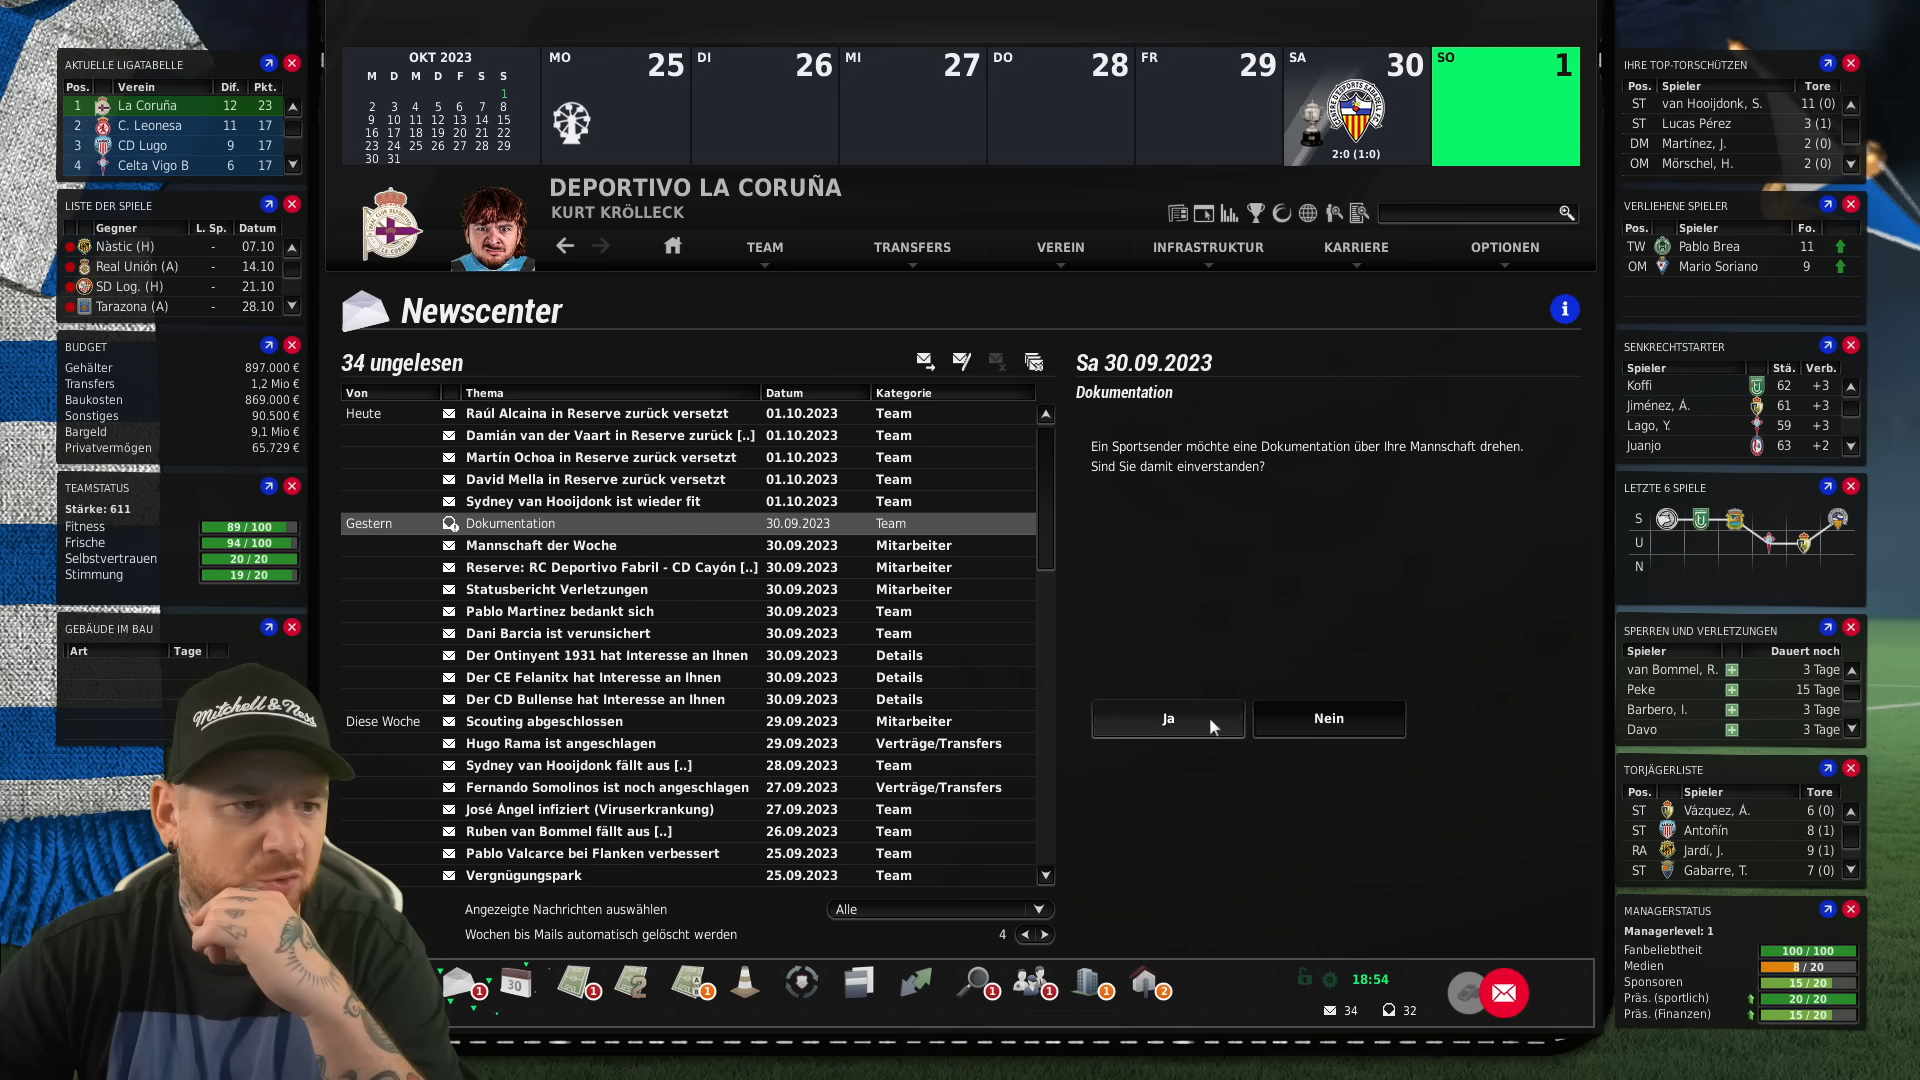 AKTUELLE LIGATABELLE
Pos. Verein Dif. Pkt.
1 La Coruña 12 23
2 C. Leonesa 11 17
3 CD Lugo 9 17
4 Celta Vigo B 6 17
LISTE DER SPIELE
Gegner L. Sp. Datum
Nàstic (H) - 07.10
Real Unión (A) - 14.10
SD Log. (H) - 21.10
Tarazona (A) - 28.10
BUDGET
Gehälter 897.000 €
Transfers 1,2 Mio €
Baukosten 869.000 €
Sonstiges 90.500 €
Bargeld 9,1 Mio €
Privatvermögen 65.729 €
TEAMSTATUS
Stärke: 611
Fitness 89 / 100
Frische 94 / 100
Selbstvertrauen 20 / 20
Stimmung 19 / 20
GEBÄUDE IM BAU
Art Tage
Mitchell & Ness
OKT 2023
M D M D F S S
1
2 3 4 5 6 7 8
9 10 11 12 13 14 15
16 17 18 19 20 21 22
23 24 25 26 27 28 29
30 31
MO 25
DI 26
MI 27
DO 28
FR 29
SA 30
2:0 (1:0)
SO 1
DEPORTIVO LA CORUÑA
KURT KRÖLLECK
TEAM TRANSFERS VEREIN INFRASTRUKTUR KARRIERE OPTIONEN
Newscenter
34 ungelesen
Von Thema Datum Kategorie
Heute Raúl Alcaina in Reserve zurück versetzt 01.10.2023 Team
Damián van der Vaart in Reserve zurück [..] 01.10.2023 Team
Martín Ochoa in Reserve zurück versetzt 01.10.2023 Team
David Mella in Reserve zurück versetzt 01.10.2023 Team
Sydney van Hooijdonk ist wieder fit 01.10.2023 Team
Gestern Dokumentation 30.09.2023 Team
Mannschaft der Woche 30.09.2023 Mitarbeiter
Reserve: RC Deportivo Fabril - CD Cayón [..] 30.09.2023 Mitarbeiter
Statusbericht Verletzungen 30.09.2023 Mitarbeiter
Pablo Martinez bedankt sich 30.09.2023 Team
Dani Barcia ist verunsichert 30.09.2023 Team
Der Ontinyent 1931 hat Interesse an Ihnen 30.09.2023 Details
Der CE Felanitx hat Interesse an Ihnen 30.09.2023 Details
Der CD Bullense hat Interesse an Ihnen 30.09.2023 Details
Diese Woche Scouting abgeschlossen 29.09.2023 Mitarbeiter
Hugo Rama ist angeschlagen 29.09.2023 Verträge/Transfers
Sydney van Hooijdonk fällt aus [..] 28.09.2023 Team
Fernando Somolinos ist noch angeschlagen 27.09.2023 Verträge/Transfers
José Ángel infiziert (Viruserkrankung) 27.09.2023 Team
Ruben van Bommel fällt aus [..] 26.09.2023 Team
Pablo Valcarce bei Flanken verbessert 25.09.2023 Team
Vergnügungspark 25.09.2023 Team
Angezeigte Nachrichten auswählen Alle
Wochen bis Mails automatisch gelöscht werden 4
Sa 30.09.2023
Dokumentation
Ein Sportsender möchte eine Dokumentation über Ihre Mannschaft drehen.
Sind Sie damit einverstanden?
Ja Nein
1 30 1 2 1 1 1 1 2
18:54
34 32
IHRE TOP-TORSCHÜTZEN
Pos. Spieler Tore
ST van Hooijdonk, S. 11 (0)
ST Lucas Pérez 3 (1)
DM Martínez, J. 2 (0)
OM Mörschel, H. 2 (0)
VERLIEHENE SPIELER
Pos. Spieler Fo.
TW Pablo Brea 11
OM Mario Soriano 9
SENKRECHTSTARTER
Spieler Stä. Verb.
Koffi 62 +3
Jiménez, Á. 61 +3
Lago, Y. 59 +3
Juanjo 63 +2
LETZTE 6 SPIELE
S
U
N
SPERREN UND VERLETZUNGEN
Spieler Dauert noch
van Bommel, R. 3 Tage
Peke 15 Tage
Barbero, I. 3 Tage
Davo 3 Tage
TORJÄGERLISTE
Pos. Spieler Tore
ST Vázquez, Á. 6 (0)
ST Antoñín 8 (1)
RA Jardí, J. 9 (1)
ST Gabarre, T. 7 (0)
MANAGERSTATUS
Managerlevel: 1
Fanbeliebtheit 100 / 100
Medien 8 / 20
Sponsoren 15 / 20
Präs. (sportlich) 20 / 20
Präs. (Finanzen) 15 / 20